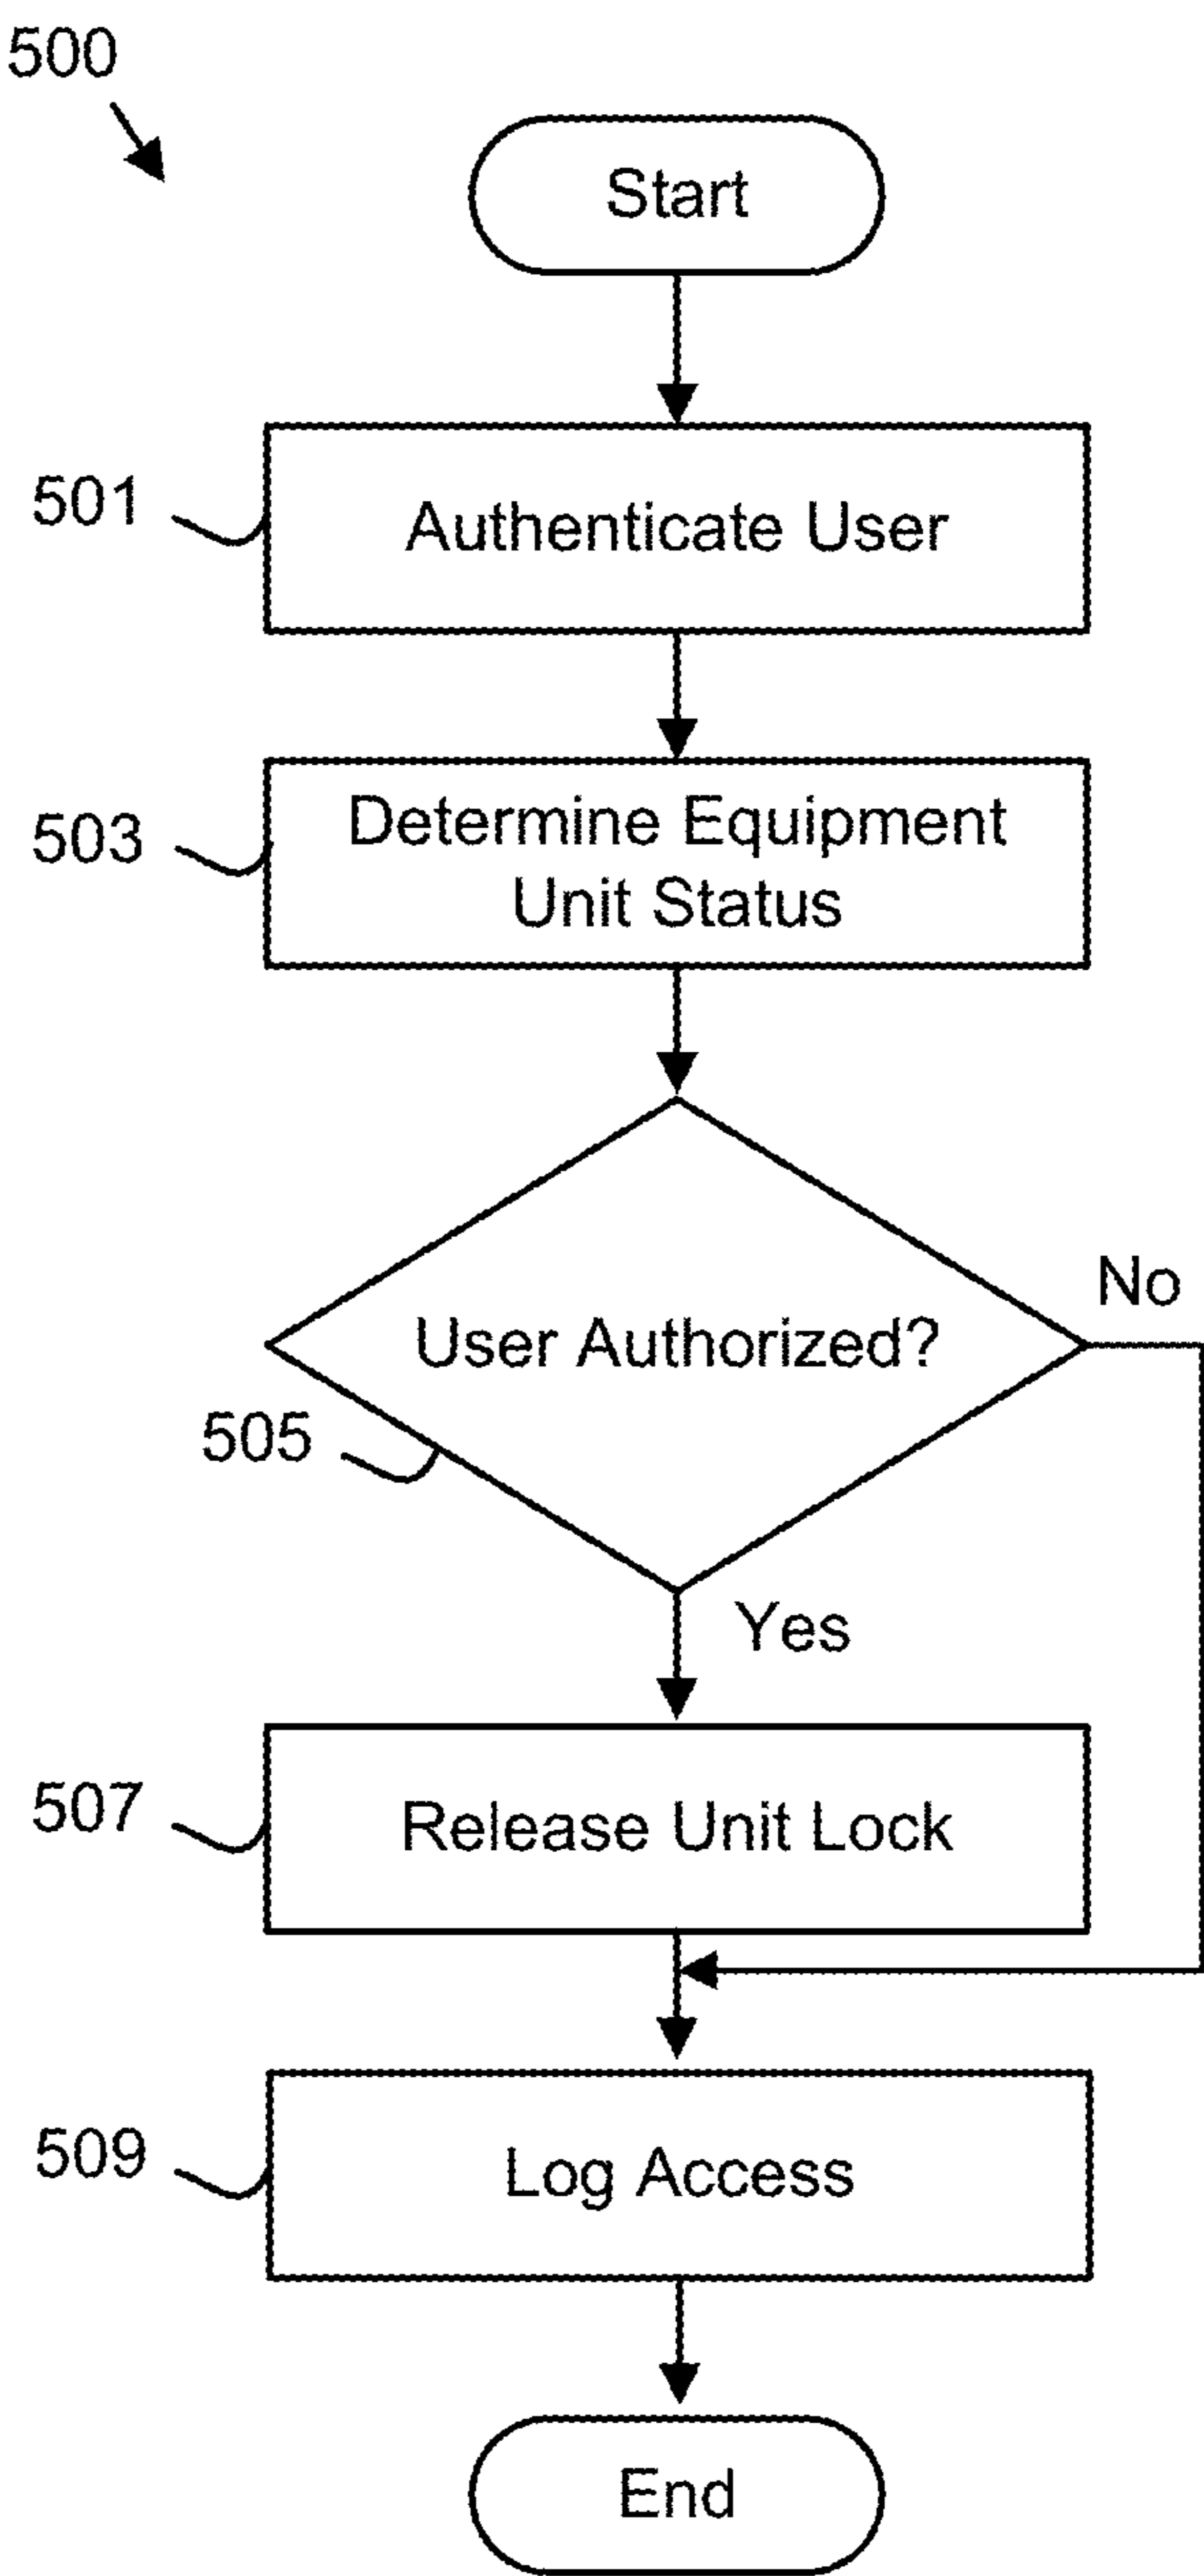 500
Start
501
Authenticate User
503
Determine Equipment
Unit Status
No
User Authorized?
505
Yes
507
Release Unit Lock
509
Log Access
End